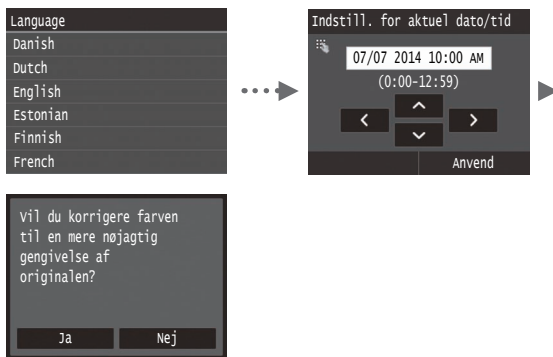 Language
Danish
Dutch
English
Estonian
Finnish
French
Indstill. for aktuel dato/tid
07/07 2014 10:00 AM
(0:00-12:59)
Anvend
Vil du korrigere farven
til en mere nøjagtig
gengivelse af
originalen?
Ja Nej